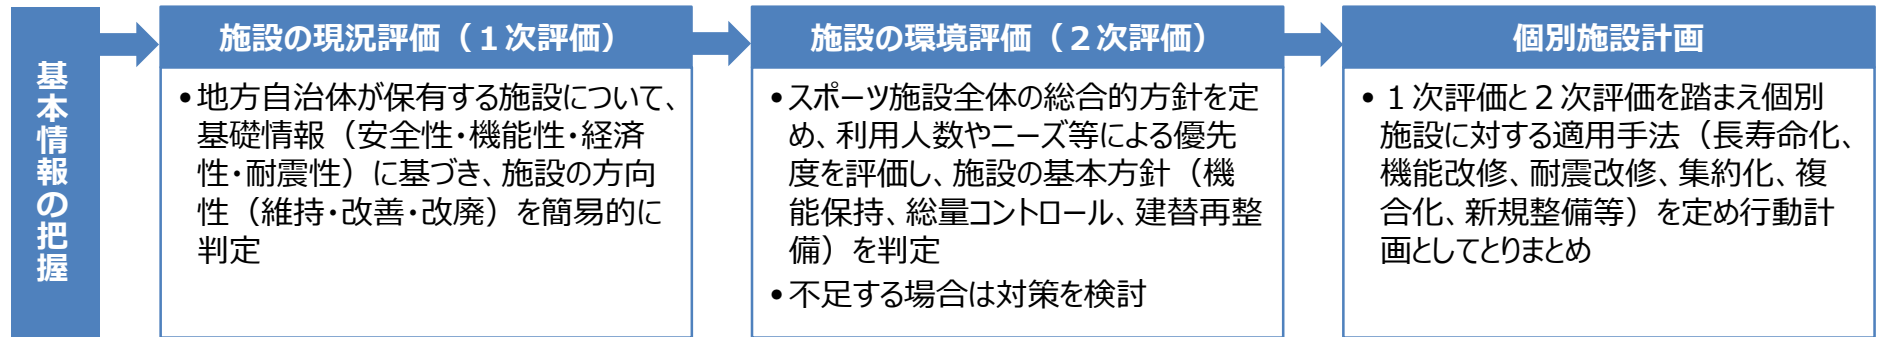 基本情報の把握
施設の現況評価（１次評価）
•地方自治体が保有する施設について、
基礎情報（安全性・機能性・経済
性・耐震性）に基づき、施設の方向
性（維持・改善・改廃）を簡易的に
判定
施設の環境評価（２次評価）
•スポーツ施設全体の総合的方針を定
め、利用人数やニーズ等による優先
度を評価し、施設の基本方針（機
能保持、総量コントロール、建替再整
備）を判定
•不足する場合は対策を検討
個別施設計画
• １次評価と２次評価を踏まえ個別
施設に対する適用手法（長寿命化、
機能改修、耐震改修、集約化、複
合化、新規整備等）を定め行動計
画としてとりまとめ